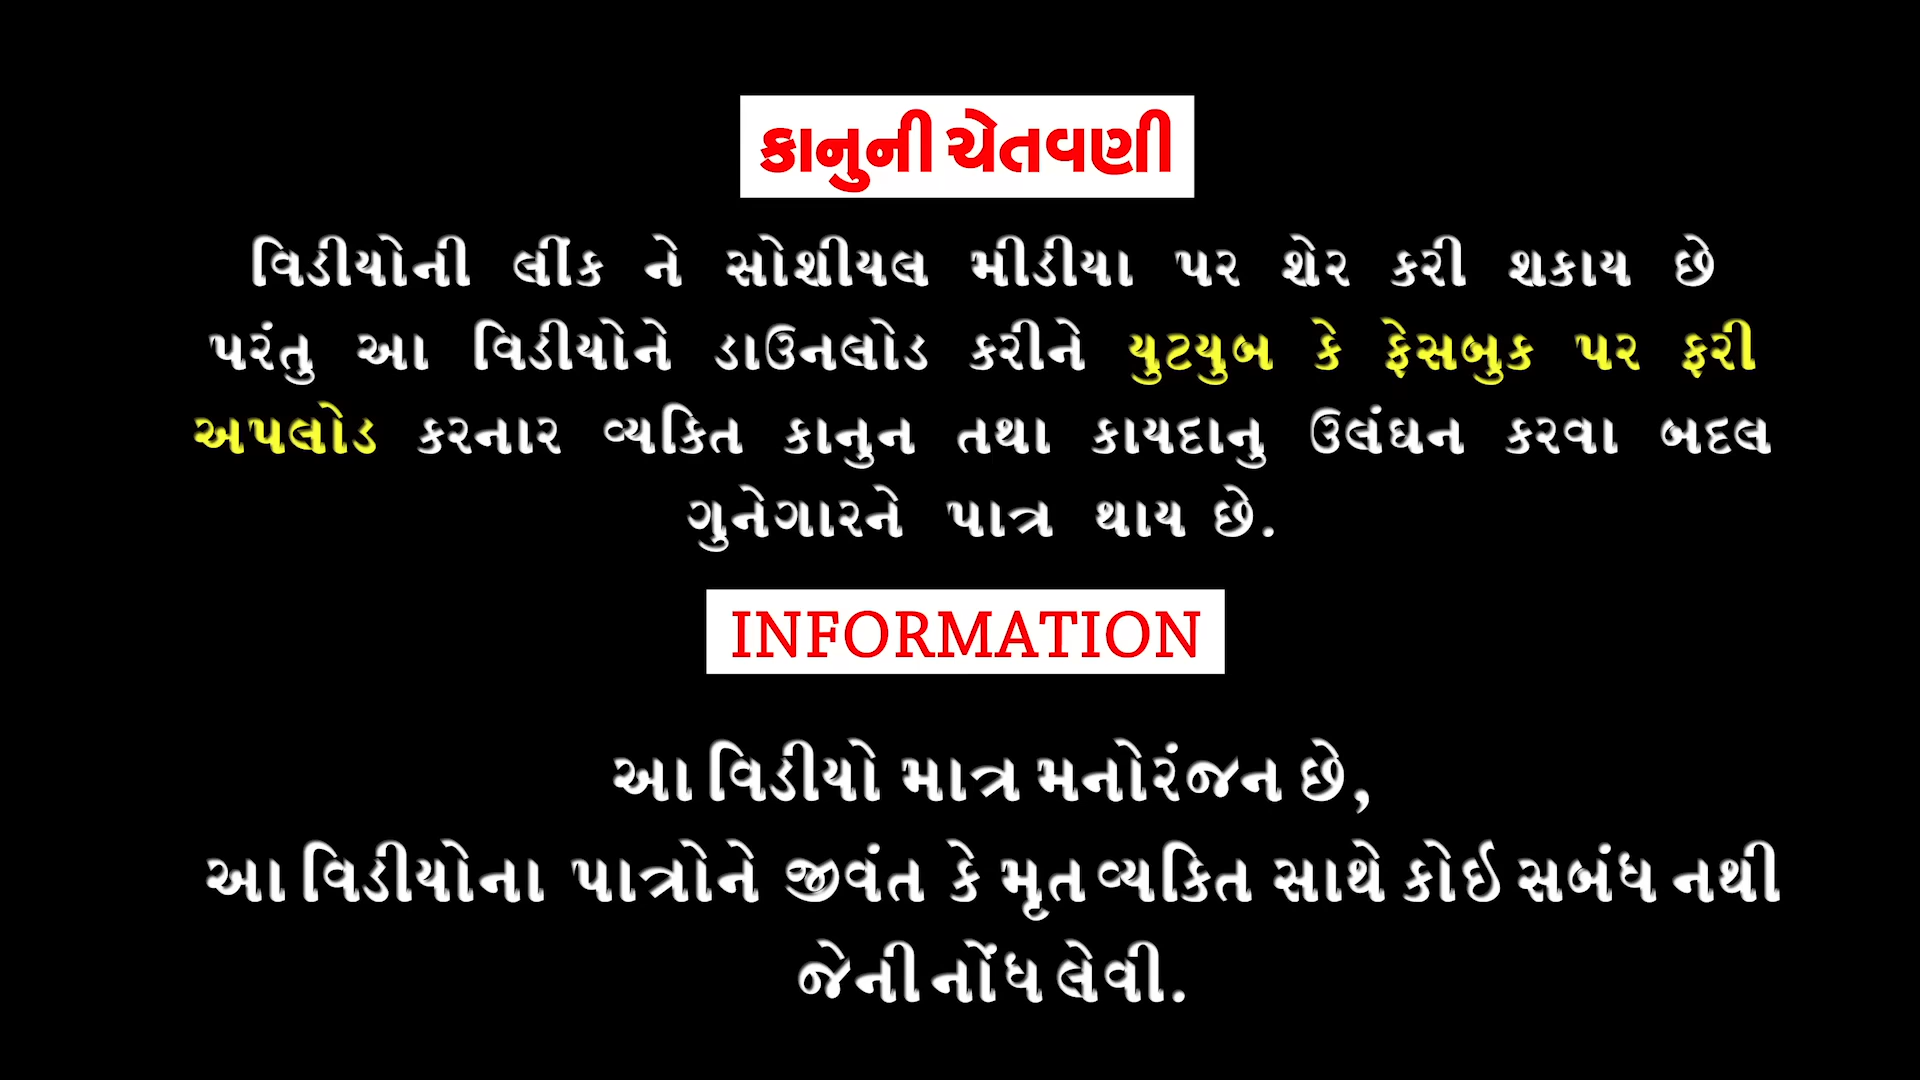 કાનુની ચેતવણી
વિડીયોની લીંક ને સોશીયલ મીડીયા પર શેર કરી શકાય છે
પરંતુ આ વિડીયોને ડાઉનલોડ કરીને યુટયુબ કે ફેસબુક પર ફરી
અપલોડ કરનાર વ્યકિત કાનુન તથા કાયદાનુ ઉલંઘન કરવા બદલ
ગુનેગારને પાત્ર થાય છે.
INFORMATION
આ વિડીયો માત્ર મનોરંજન છે,
આ વિડીયોના પાત્રોને જીવંત કે મૃત વ્યકિત સાથે કોઇ સબંધ નથી
જેની નોંધ લેવી.